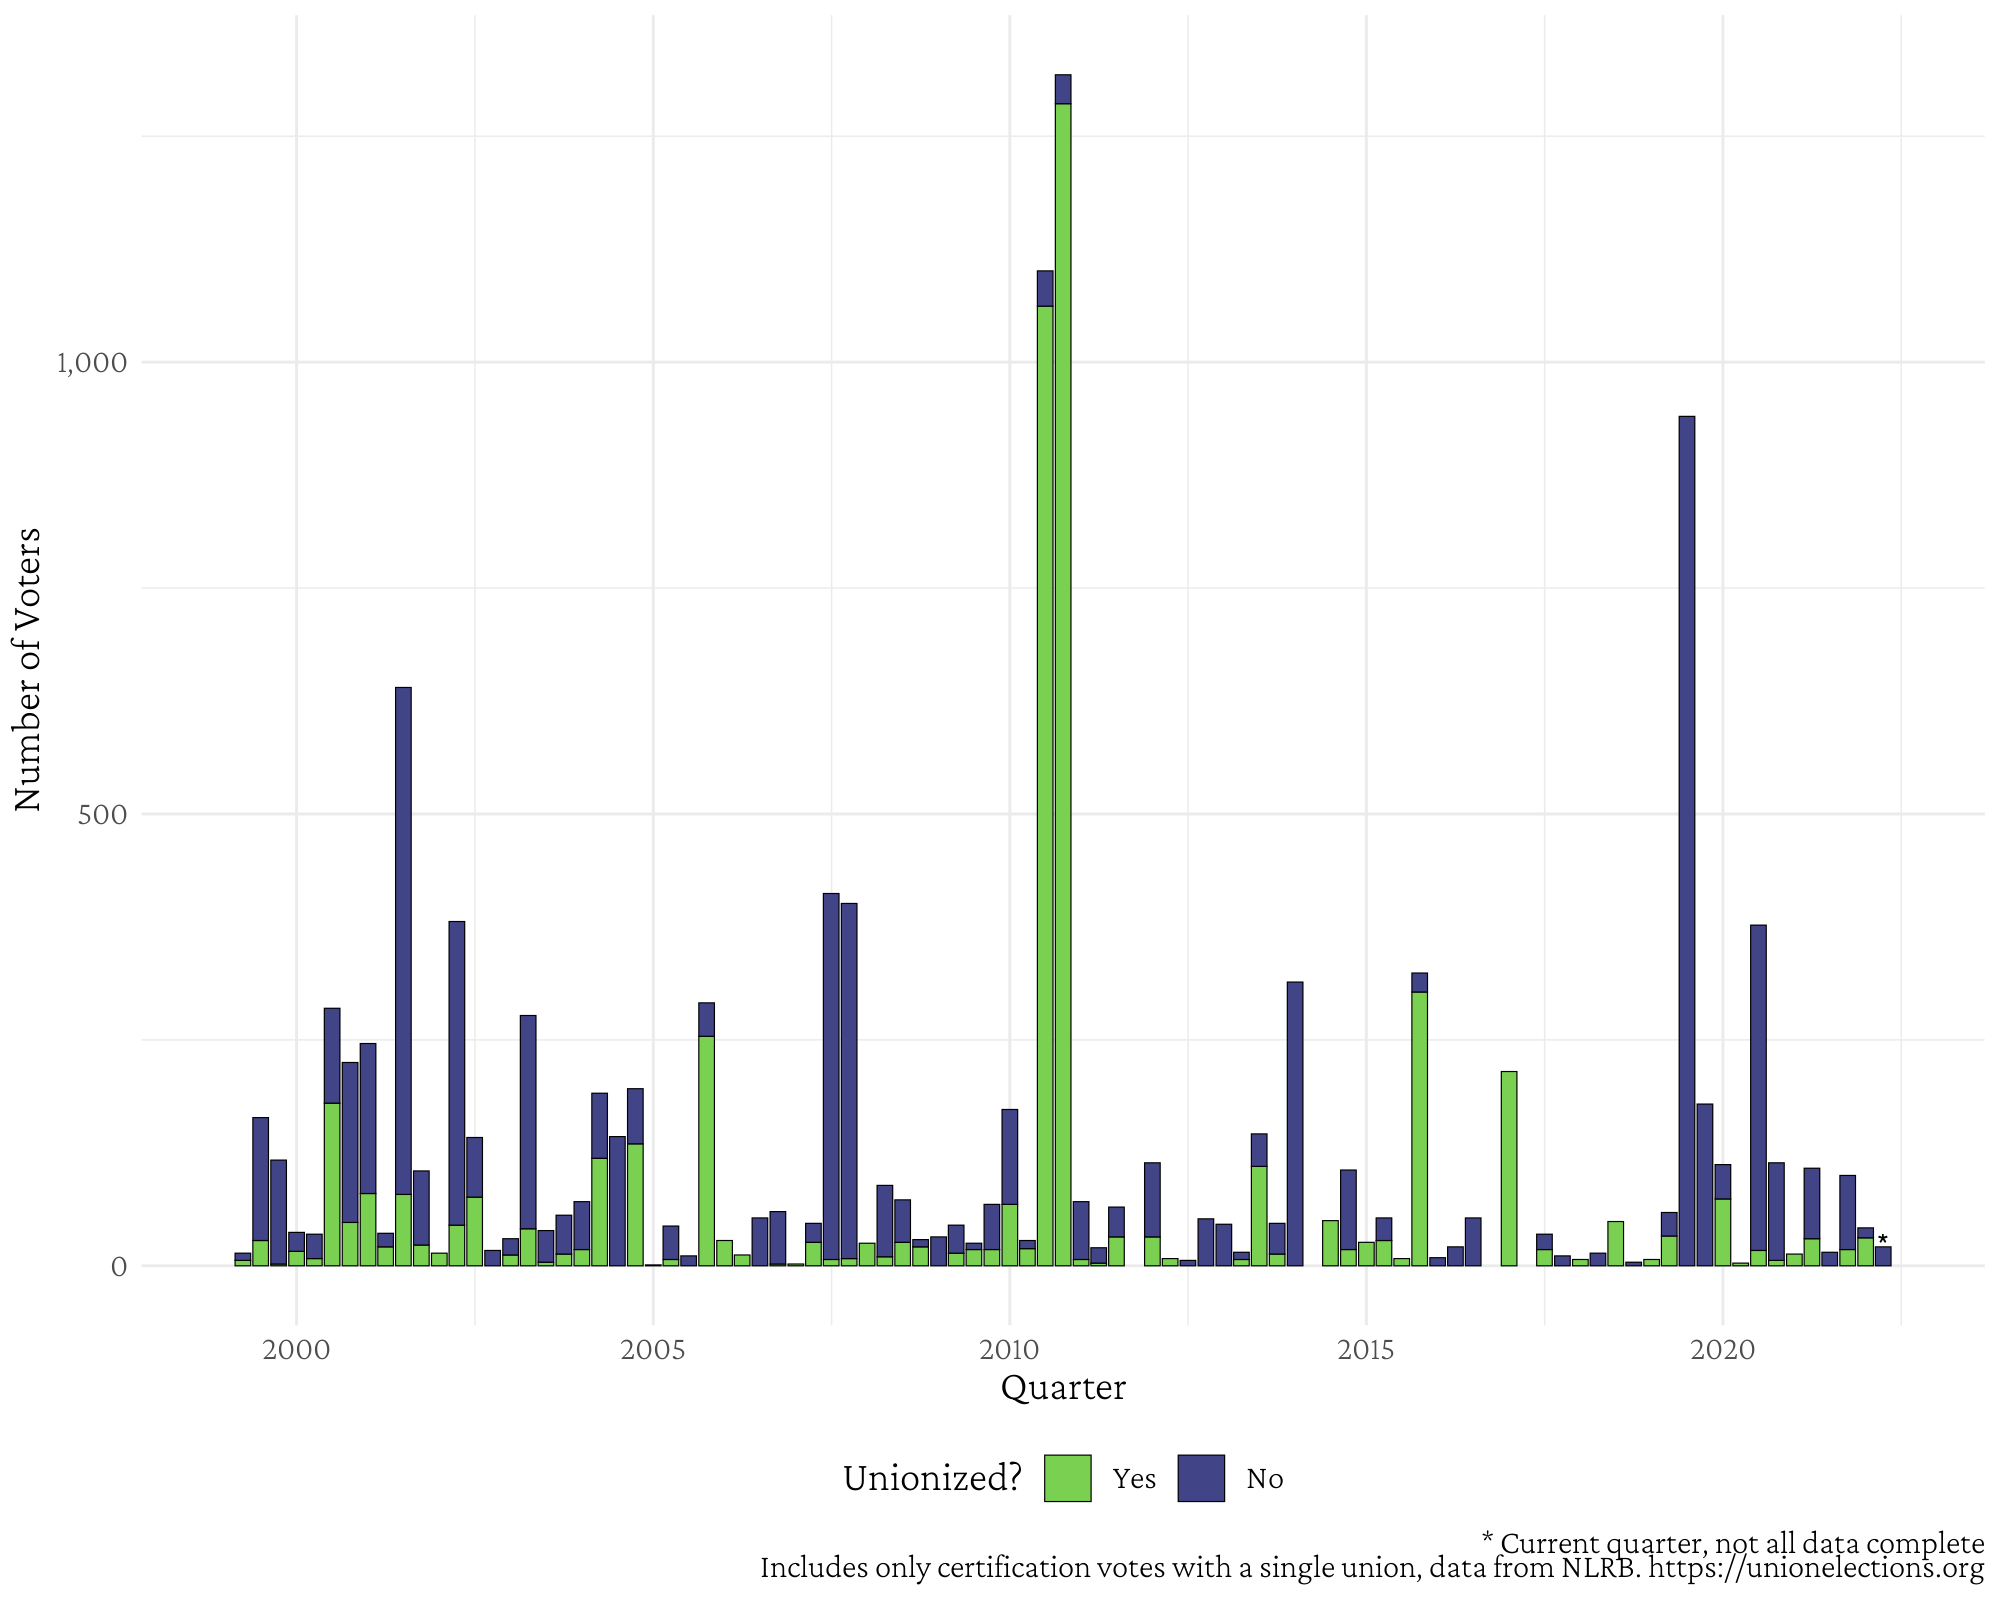 Number of Voters
1,000
500
0
*
2000 2005 2010 2015 2020
Quarter
Unionized? Yes No
* Current quarter, not all data complete
Includes only certification votes with a single union, data from NLRB. https://unionelections.org